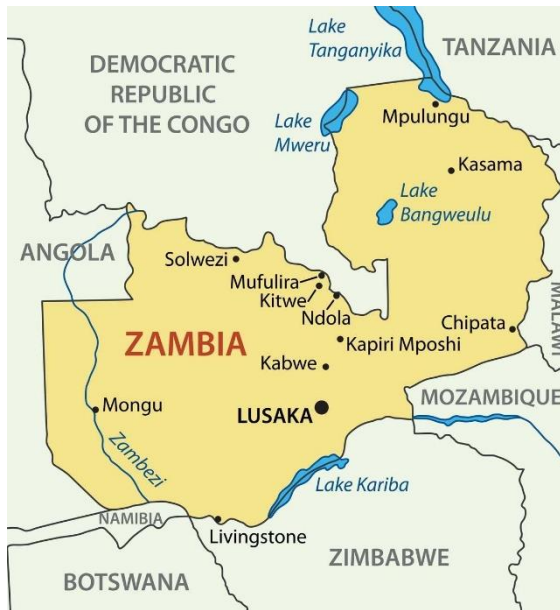 Lake
Tanganyika
TANZANIA
DEMOCRATIC
REPUBLIC
OF THE CONGO
Lake
Mweru
Mpulungu
Kasama
Lake
Bangweulu
ANGOLA
Solwezi
Mufulira
Kitwe
Ndola
MALAWI
Chipata
ZAMBIA
Kapiri Mposhi
Kabwe
MOZAMBIQUE
Mongu
LUSAKA
Zambezi
Lake Kariba
NAMIBIA
Livingstone
ZIMBABWE
BOTSWANA